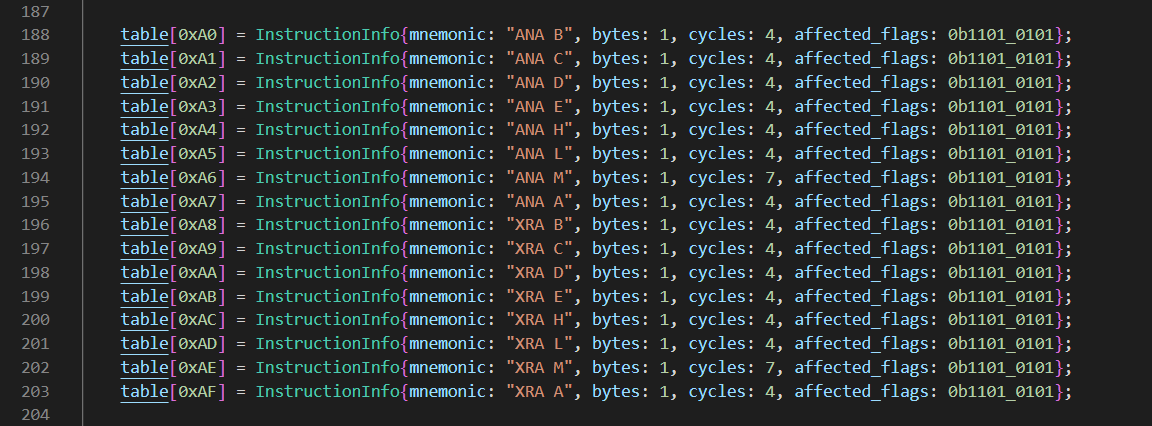 187
188 table[0xA0] = InstructionInfo{mnemonic: "ANA B", bytes: 1, cycles: 4, affected_flags: 0b1101_0101};
189 table[0xA1] = InstructionInfo{mnemonic: "ANA C", bytes: 1, cycles: 4, affected_flags: 0b1101_0101};
190 table[0xA2] = InstructionInfo{mnemonic: "ANA D", bytes: 1, cycles: 4, affected_flags: 0b1101_0101};
191 table[0xA3] = InstructionInfo{mnemonic: "ANA E", bytes: 1, cycles: 4, affected_flags: 0b1101_0101};
192 table[0xA4] = InstructionInfo{mnemonic: "ANA H", bytes: 1, cycles: 4, affected_flags: 0b1101_0101};
193 table[0xA5] = InstructionInfo{mnemonic: "ANA L", bytes: 1, cycles: 4, affected_flags: 0b1101_0101};
194 table[0xA6] = InstructionInfo{mnemonic: "ANA M", bytes: 1, cycles: 7, affected_flags: 0b1101_0101};
195 table[0xA7] = InstructionInfo{mnemonic: "ANA A", bytes: 1, cycles: 4, affected_flags: 0b1101_0101};
196 table[0xA8] = InstructionInfo{mnemonic: "XRA B", bytes: 1, cycles: 4, affected_flags: 0b1101_0101};
197 table[0xA9] = InstructionInfo{mnemonic: "XRA C", bytes: 1, cycles: 4, affected_flags: 0b1101_0101};
198 table[0xAA] = InstructionInfo{mnemonic: "XRA D", bytes: 1, cycles: 4, affected_flags: 0b1101_0101};
199 table[0xAB] = InstructionInfo{mnemonic: "XRA E", bytes: 1, cycles: 4, affected_flags: 0b1101_0101};
200 table[0xAC] = InstructionInfo{mnemonic: "XRA H", bytes: 1, cycles: 4, affected_flags: 0b1101_0101};
201 table[0xAD] = InstructionInfo{mnemonic: "XRA L", bytes: 1, cycles: 4, affected_flags: 0b1101_0101};
202 table[0xAE] = InstructionInfo{mnemonic: "XRA M", bytes: 1, cycles: 7, affected_flags: 0b1101_0101};
203 table[0xAF] = InstructionInfo{mnemonic: "XRA A", bytes: 1, cycles: 4, affected_flags: 0b1101_0101};
204